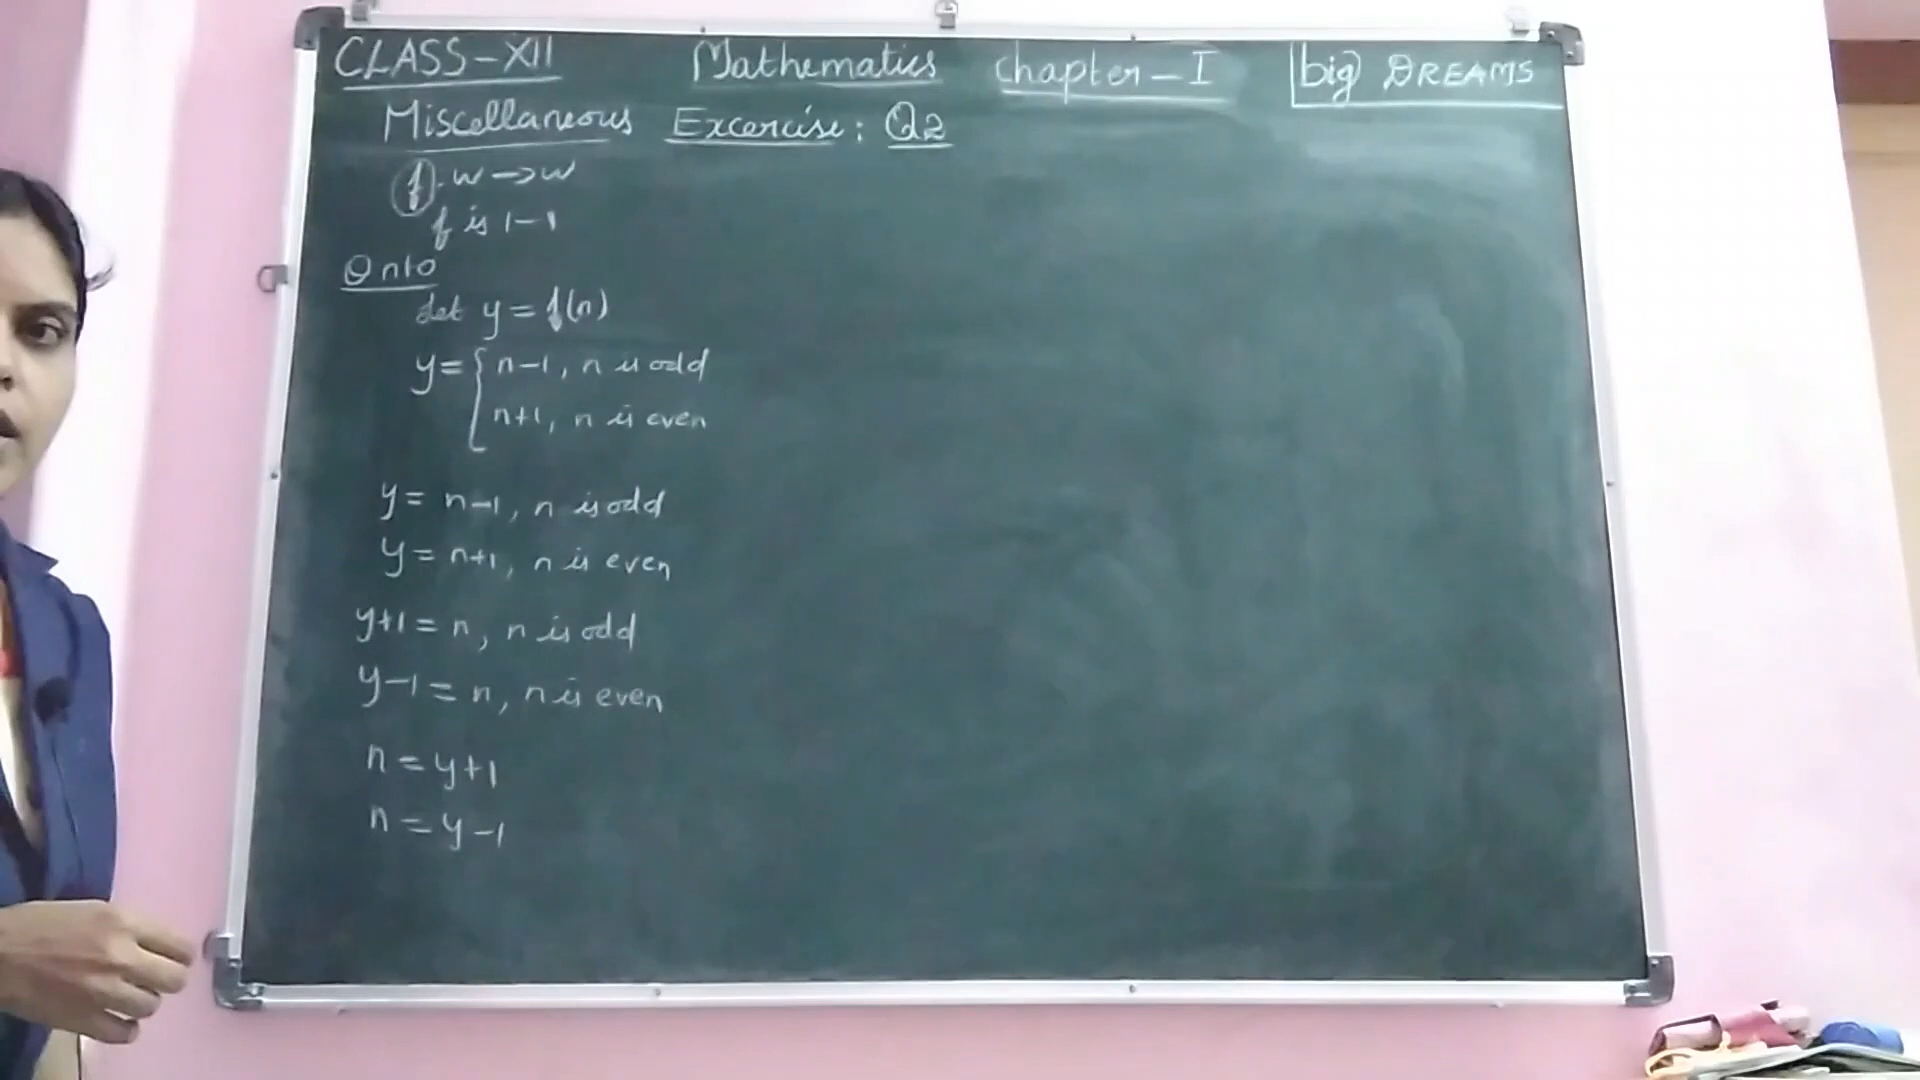 CLASS-XII Mathematics Chapter-I big DREAMS
Miscellaneous Excercise: Q2
f: W→W
f is 1-1
Onto
Let y = f(n)
y = { n-1, n is odd
n+1, n is even
y = n-1, n is odd
y = n+1, n is even
y+1 = n, n is odd
y-1 = n, n is even
n = y+1
n = y-1